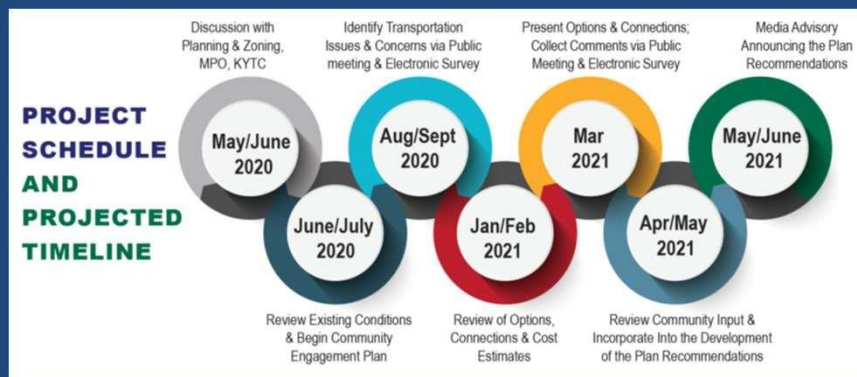 PROJECT
SCHEDULE
AND
PROJECTED
TIMELINE
Discussion with
Planning & Zoning,
MPO, KYTC
May/June
2020
June/July
2020
Review Existing Conditions
& Begin Community
Engagement Plan
Identify Transportation
Issues & Concerns via Public
meeting & Electronic Survey
Aug/Sept
2020
Jan/Feb
2021
Review of Options,
Connections & Cost
Estimates
Present Options & Connections;
Collect Comments via Public
Meeting & Electronic Survey
Mar
2021
Apr/May
2021
Review Community Input &
Incorporate Into the Development
of the Plan Recommendations
Media Advisory
Announcing the Plan
Recommendations
May/June
2021